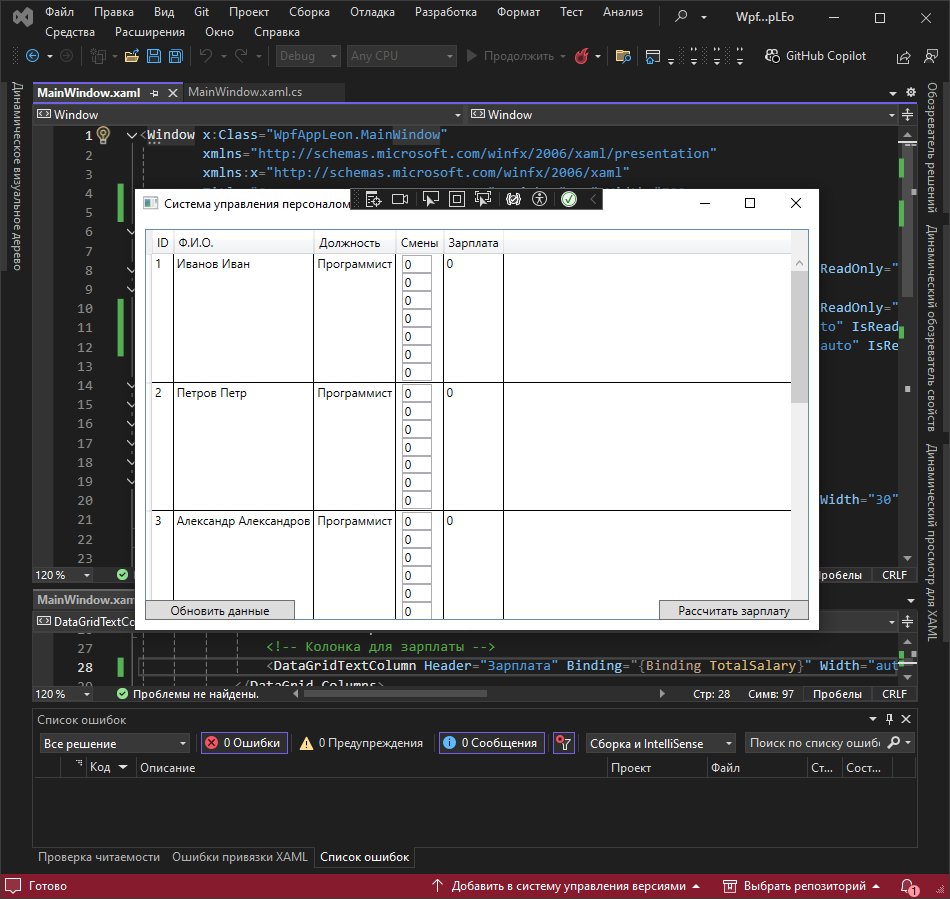 Файл Правка Вид Git Проект Сборка Отладка Разработка Формат Тест Анализ Wpf...pLEo
Средства Расширения Окно Справка
Debug Any CPU Продолжить GitHub Copilot
Динамическое визуальное дерево
MainWindow.xaml MainWindow.xaml.cs
Window Window
1 <Window x:Class="WpfAppLeon.MainWindow"
2 xmlns="http://schemas.microsoft.com/winfx/2006/xaml/presentation"
3 xmlns:x="http://schemas.microsoft.com/winfx/2006/xaml"
4
5
6
7
8 ReadOnly="
9
10 ReadOnly="
11 to" IsRead
12 auto" IsRe
13
14
15
16
17
18
19
20 Width="30"
21
22
23
Система управления персоналом
ID Ф.И.О. Должность Смены Зарплата
1 Иванов Иван Программист 0 0
0
0
0
0
0
0
2 Петров Петр Программист 0 0
0
0
0
0
0
0
3 Александр Александров Программист 0 0
0
0
0
0
0
Обновить данные Рассчитать зарплату
120 % робелы CRLF
MainWindow.xam
DataGridTextCo
27 <!-- Колонка для зарплаты -->
28 <DataGridTextColumn Header="Зарплата" Binding="{Binding TotalSalary}" Width="aut
29 </DataGrid.Columns>
120 % Проблемы не найдены. Стр: 28 Симв: 97 Пробелы CRLF
Обозреватель решений
Динамический обозреватель свойств
Динамический просмотр для XAML
Список ошибок
Все решение 0 Ошибки 0 Предупреждения 0 Сообщения Сборка и IntelliSense Поиск по списку ошибо
Код Описание Проект Файл Ст... Сост...
Проверка читаемости Ошибки привязки XAML Список ошибок
Готово Добавить в систему управления версиями Выбрать репозиторий 1